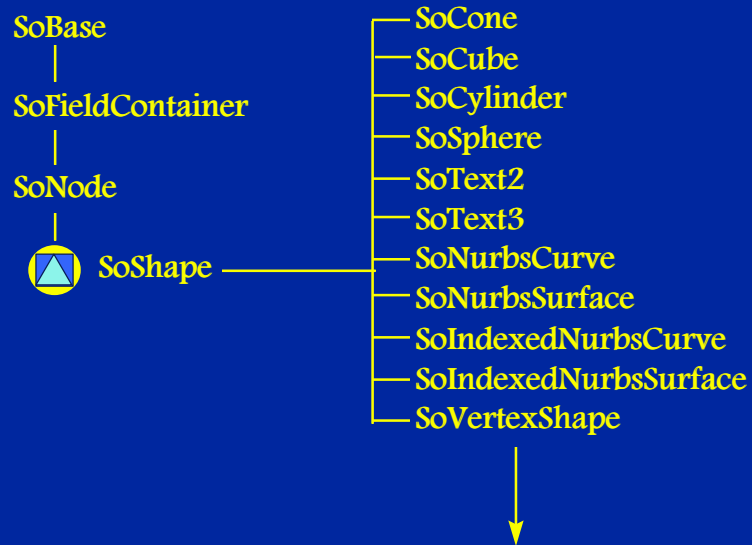 SoBase
SoFieldContainer
SoNode
SoShape
SoCone
SoCube
SoCylinder
SoSphere
SoText2
SoText3
SoNurbsCurve
SoNurbsSurface
SoIndexedNurbsCurve
SoIndexedNurbsSurface
SoVertexShape